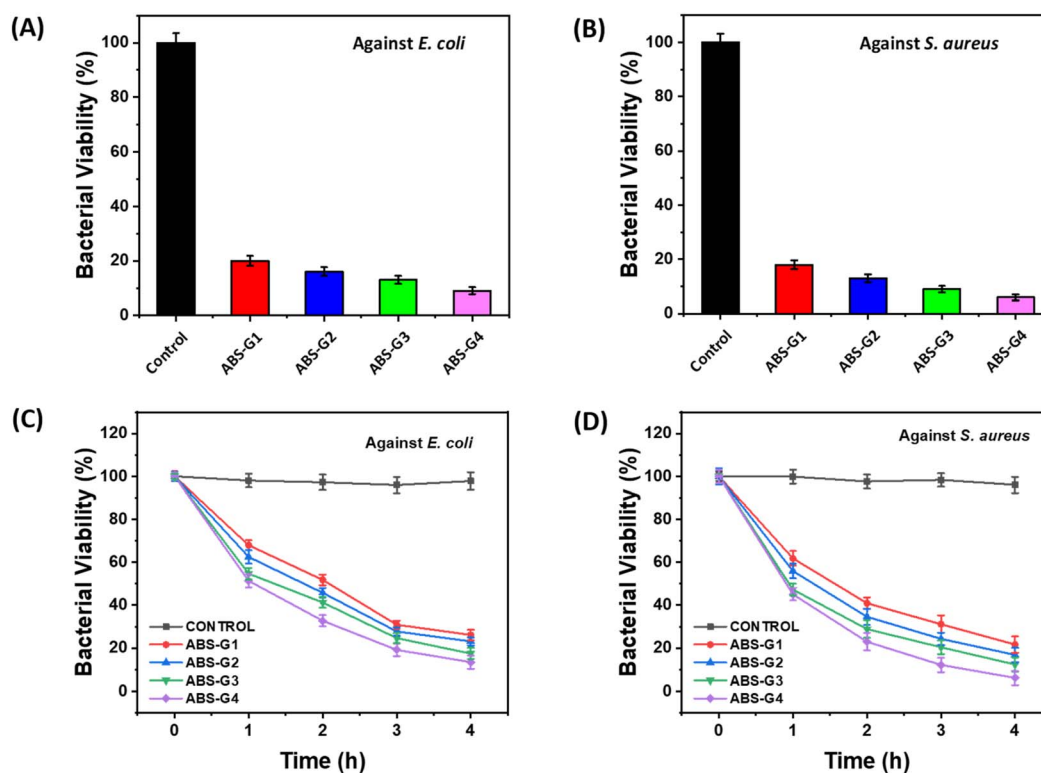 (A)
Against E. coli
Bacterial Viability (%)
100
80
60
40
20
0
Control
ABS-G1
ABS-G2
ABS-G3
ABS-G4
(B)
Against S. aureus
Bacterial Viability (%)
100
80
60
40
20
0
Control
ABS-G1
ABS-G2
ABS-G3
ABS-G4
(C)
Against E. coli
Bacterial Viability (%)
120
100
80
60
40
20
0
CONTROL
ABS-G1
ABS-G2
ABS-G3
ABS-G4
0 1 2 3 4
Time (h)
(D)
Against S. aureus
Bacterial Viability (%)
120
100
80
60
40
20
0
CONTROL
ABS-G1
ABS-G2
ABS-G3
ABS-G4
0 1 2 3 4
Time (h)